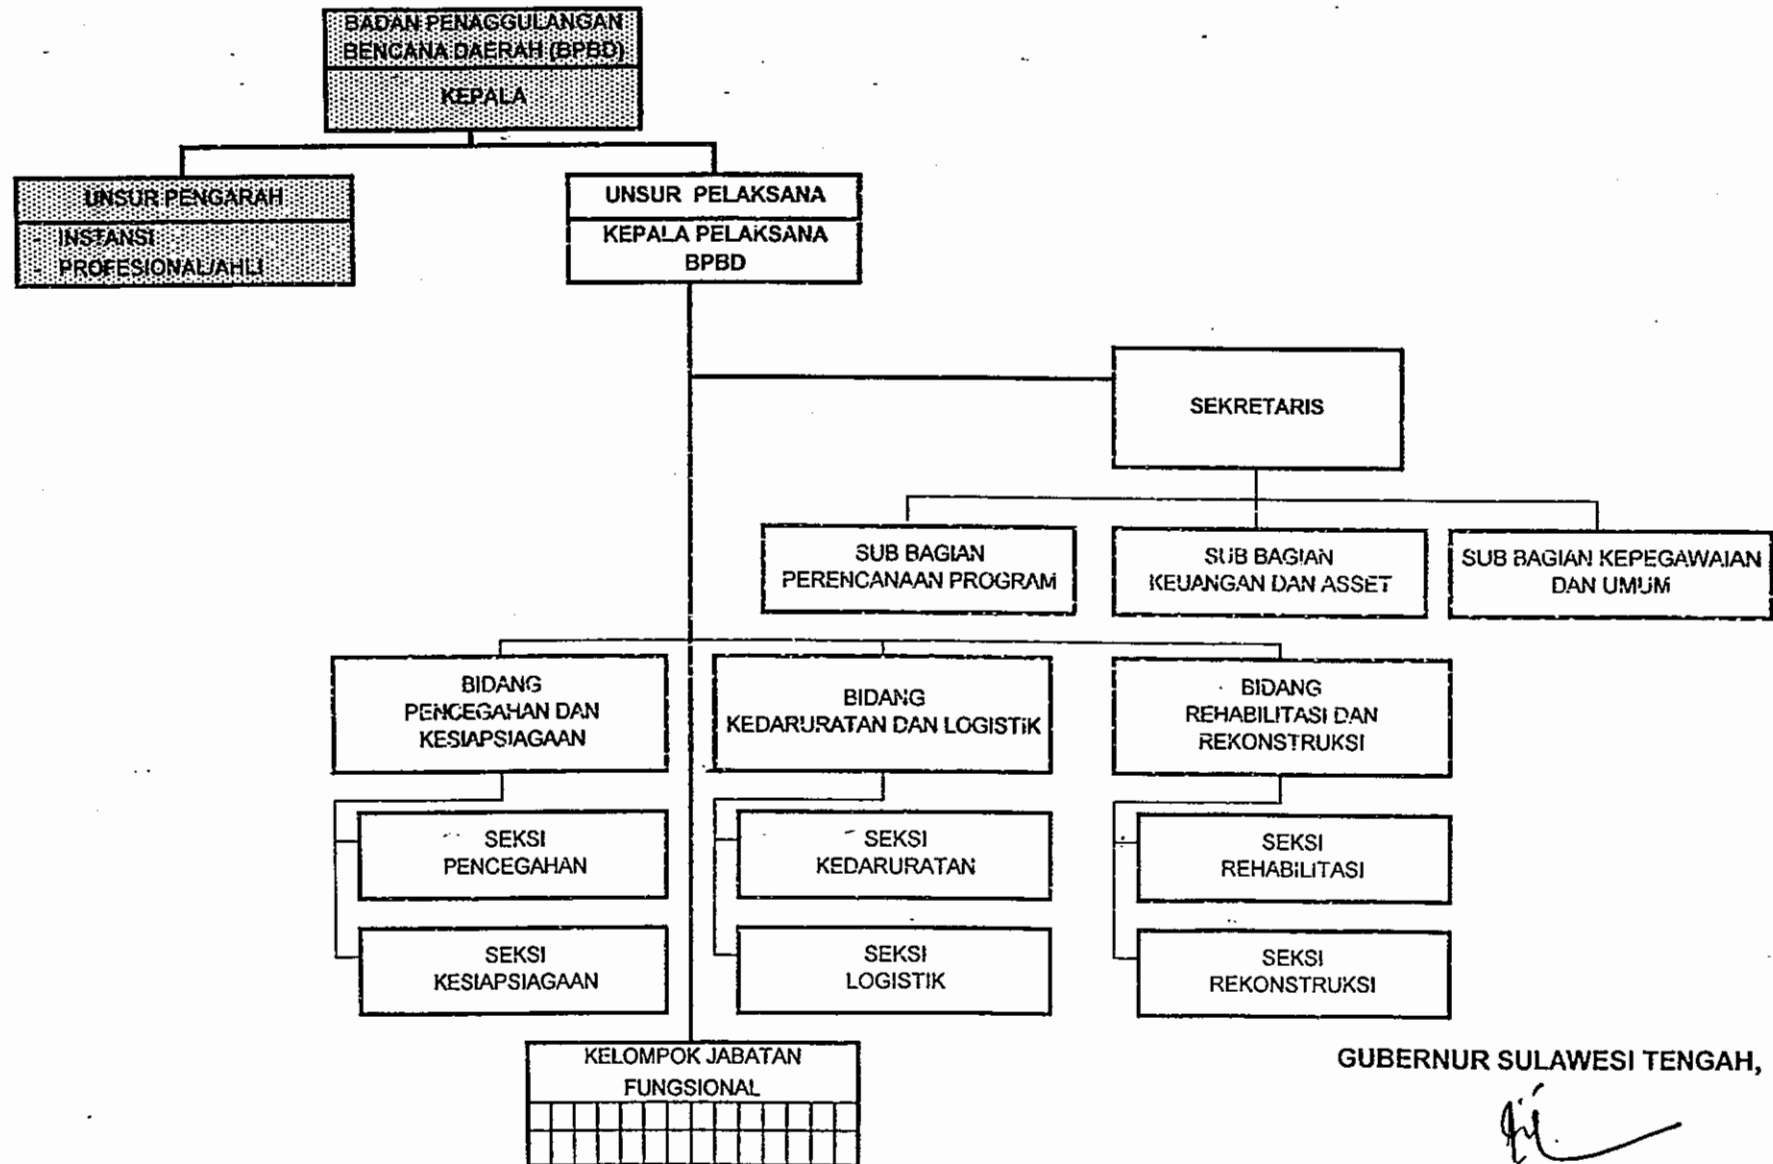 BADAN PENAGGULANGAN
BENCANA DAERAH (BPBD)
KEPALA
UNSUR PENGARAH
- INSTANSI
- PROFESIONAL/AHLI
UNSUR PELAKSANA
KEPALA PELAKSANA
BPBD
SEKRETARIS
SUB BAGIAN
PERENCANAAN PROGRAM
SUB BAGIAN
KEUANGAN DAN ASSET
SUB BAGIAN KEPEGAWAIAN
DAN UMUM
BIDANG
PENCEGAHAN DAN
KESIAPSIAGAAN
BIDANG
KEDARURATAN DAN LOGISTIK
BIDANG
REHABILITASI DAN
REKONSTRUKSI
SEKSI
PENCEGAHAN
SEKSI
KEDARURATAN
SEKSI
REHABILITASI
SEKSI
KESIAPSIAGAAN
SEKSI
LOGISTIK
SEKSI
REKONSTRUKSI
KELOMPOK JABATAN
FUNGSIONAL
GUBERNUR SULAWESI TENGAH,